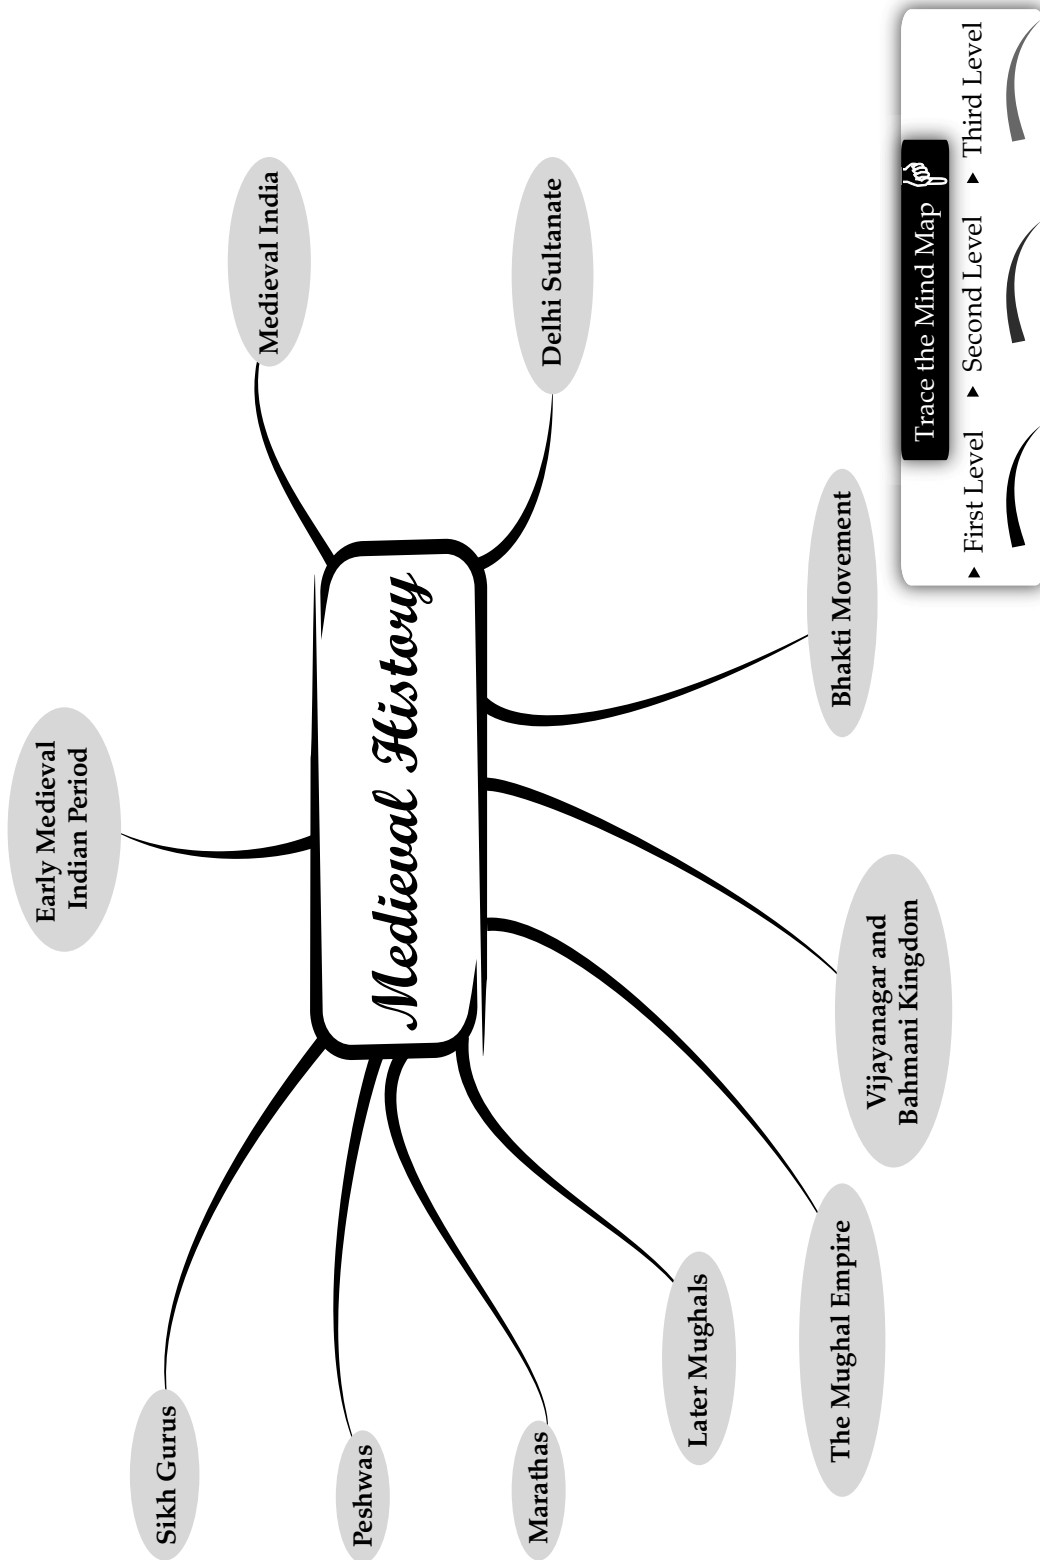 Medieval History
Early Medieval
Indian Period
Medieval India
Delhi Sultanate
Bhakti Movement
Vijayanagar and
Bahmani Kingdom
The Mughal Empire
Later Mughals
Marathas
Peshwas
Sikh Gurus
Trace the Mind Map
First Level
Second Level
Third Level